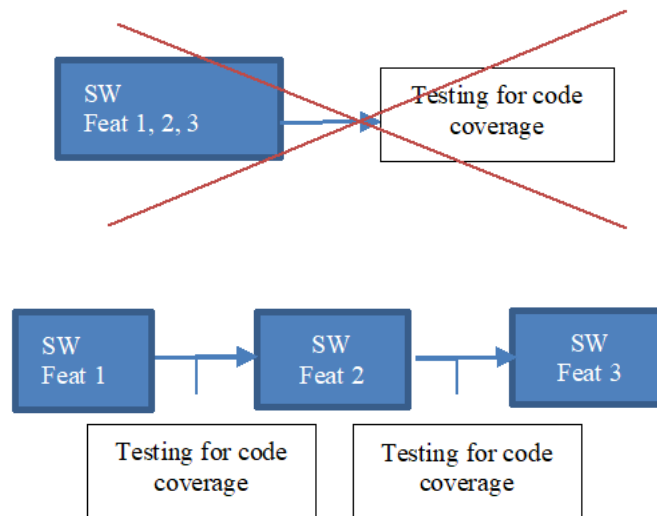 SW
Feat 1, 2, 3
Testing for code
coverage
SW
Feat 1
SW
Feat 2
SW
Feat 3
Testing for code
coverage
Testing for code
coverage